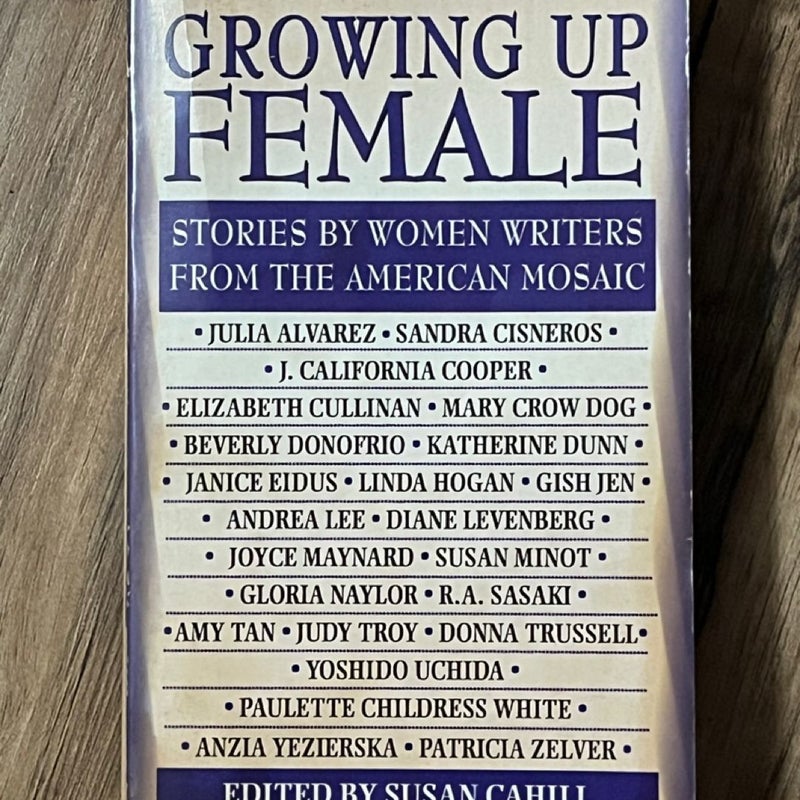 GROWING UP
FEMALE
STORIES BY WOMEN WRITERS
FROM THE AMERICAN MOSAIC
• JULIA ALVAREZ • SANDRA CISNEROS •
• J. CALIFORNIA COOPER •
• ELIZABETH CULLINAN • MARY CROW DOG •
• BEVERLY DONOFRIO • KATHERINE DUNN •
• JANICE EIDUS • LINDA HOGAN • GISH JEN •
• ANDREA LEE • DIANE LEVENBERG •
• JOYCE MAYNARD • SUSAN MINOT •
• GLORIA NAYLOR • R.A. SASAKI •
• AMY TAN • JUDY TROY • DONNA TRUSSELL •
• YOSHIDO UCHIDA •
• PAULETTE CHILDRESS WHITE •
• ANZIA YEZIERSKA • PATRICIA ZELVER •
EDITED BY SUSAN CAHILL